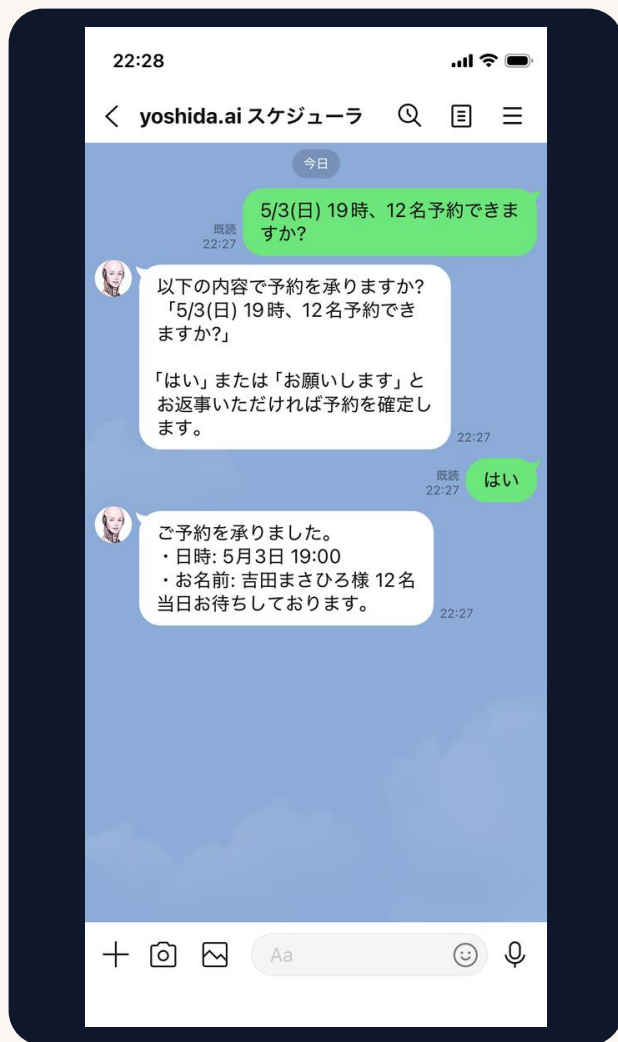 22:28
yoshida.ai スケジューラ
今日
5/3(日) 19時、12名予約できま
すか?
既読
22:27
以下の内容で予約を承りますか?
「5/3(日) 19時、12名予約でき
ますか?」
「はい」または「お願いします」と
お返事いただければ予約を確定し
ます。
22:27
既読
22:27
はい
ご予約を承りました。
・日時: 5月3日 19:00
・お名前: 吉田まさひろ様 12名
当日お待ちしております。
22:27
Aa